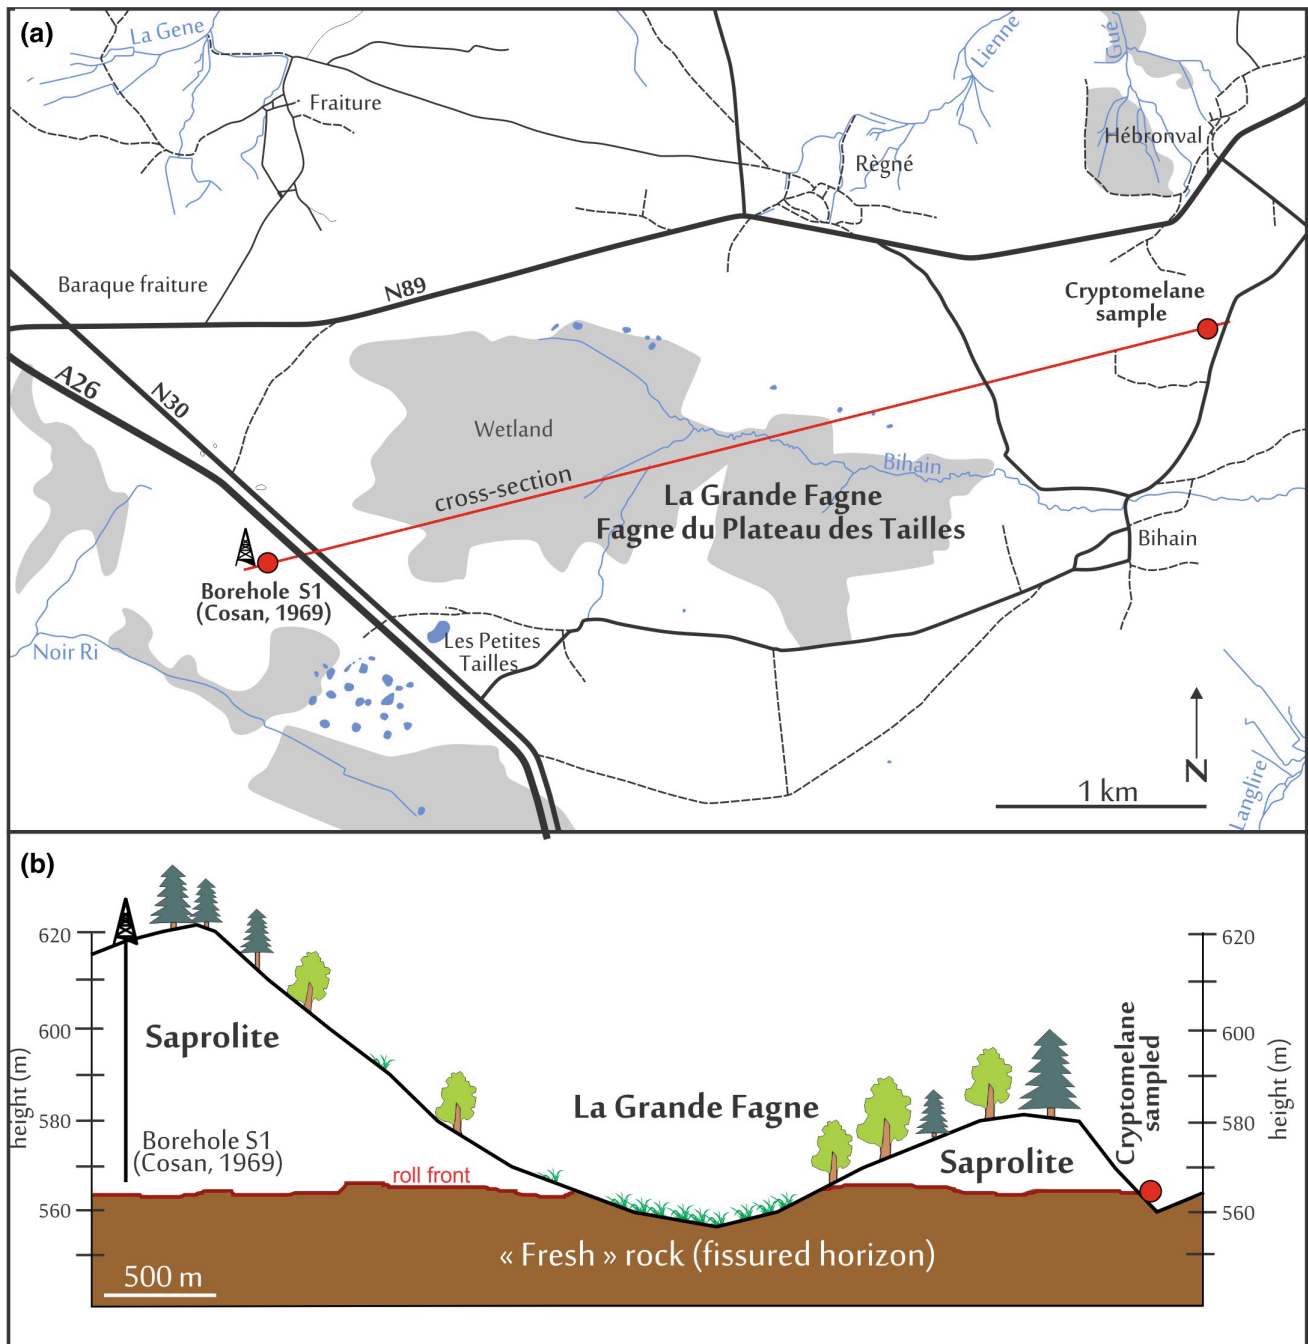 (a)
La Gene
Fraiture
Lienne
Gué
Hébronval
Règné
Baraque fraiture
N89
Cryptomelane
sample
A26
N30
Wetland
Bihain
cross-section
La Grande Fagne
Fagne du Plateau des Tailles
Bihain
Borehole S1
(Cosan, 1969)
Les Petites
Tailles
Noir Ri
N
1 km
Langlire
(b)
620
600
580
560
height (m)
Saprolite
Borehole S1
(Cosan, 1969)
roll front
La Grande Fagne
Saprolite
Cryptomelane
sampled
620
600
580
560
height (m)
« Fresh » rock (fissured horizon)
500 m